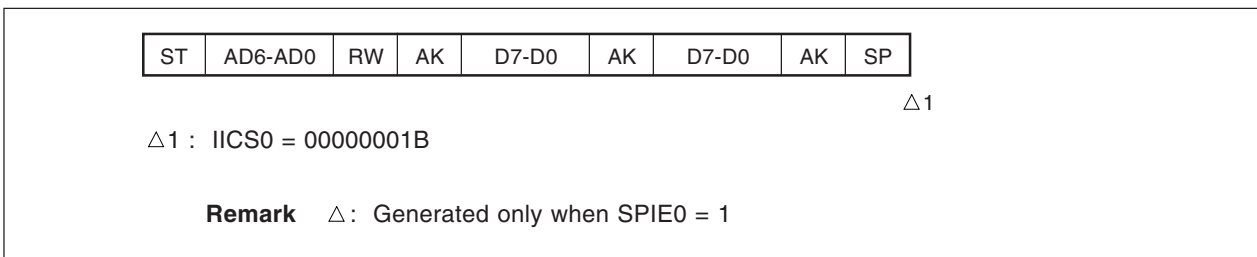 ST AD6-AD0 RW AK D7-D0 AK D7-D0 AK SP
△1
△1 : IICS0 = 00000001B
Remark △: Generated only when SPIE0 = 1